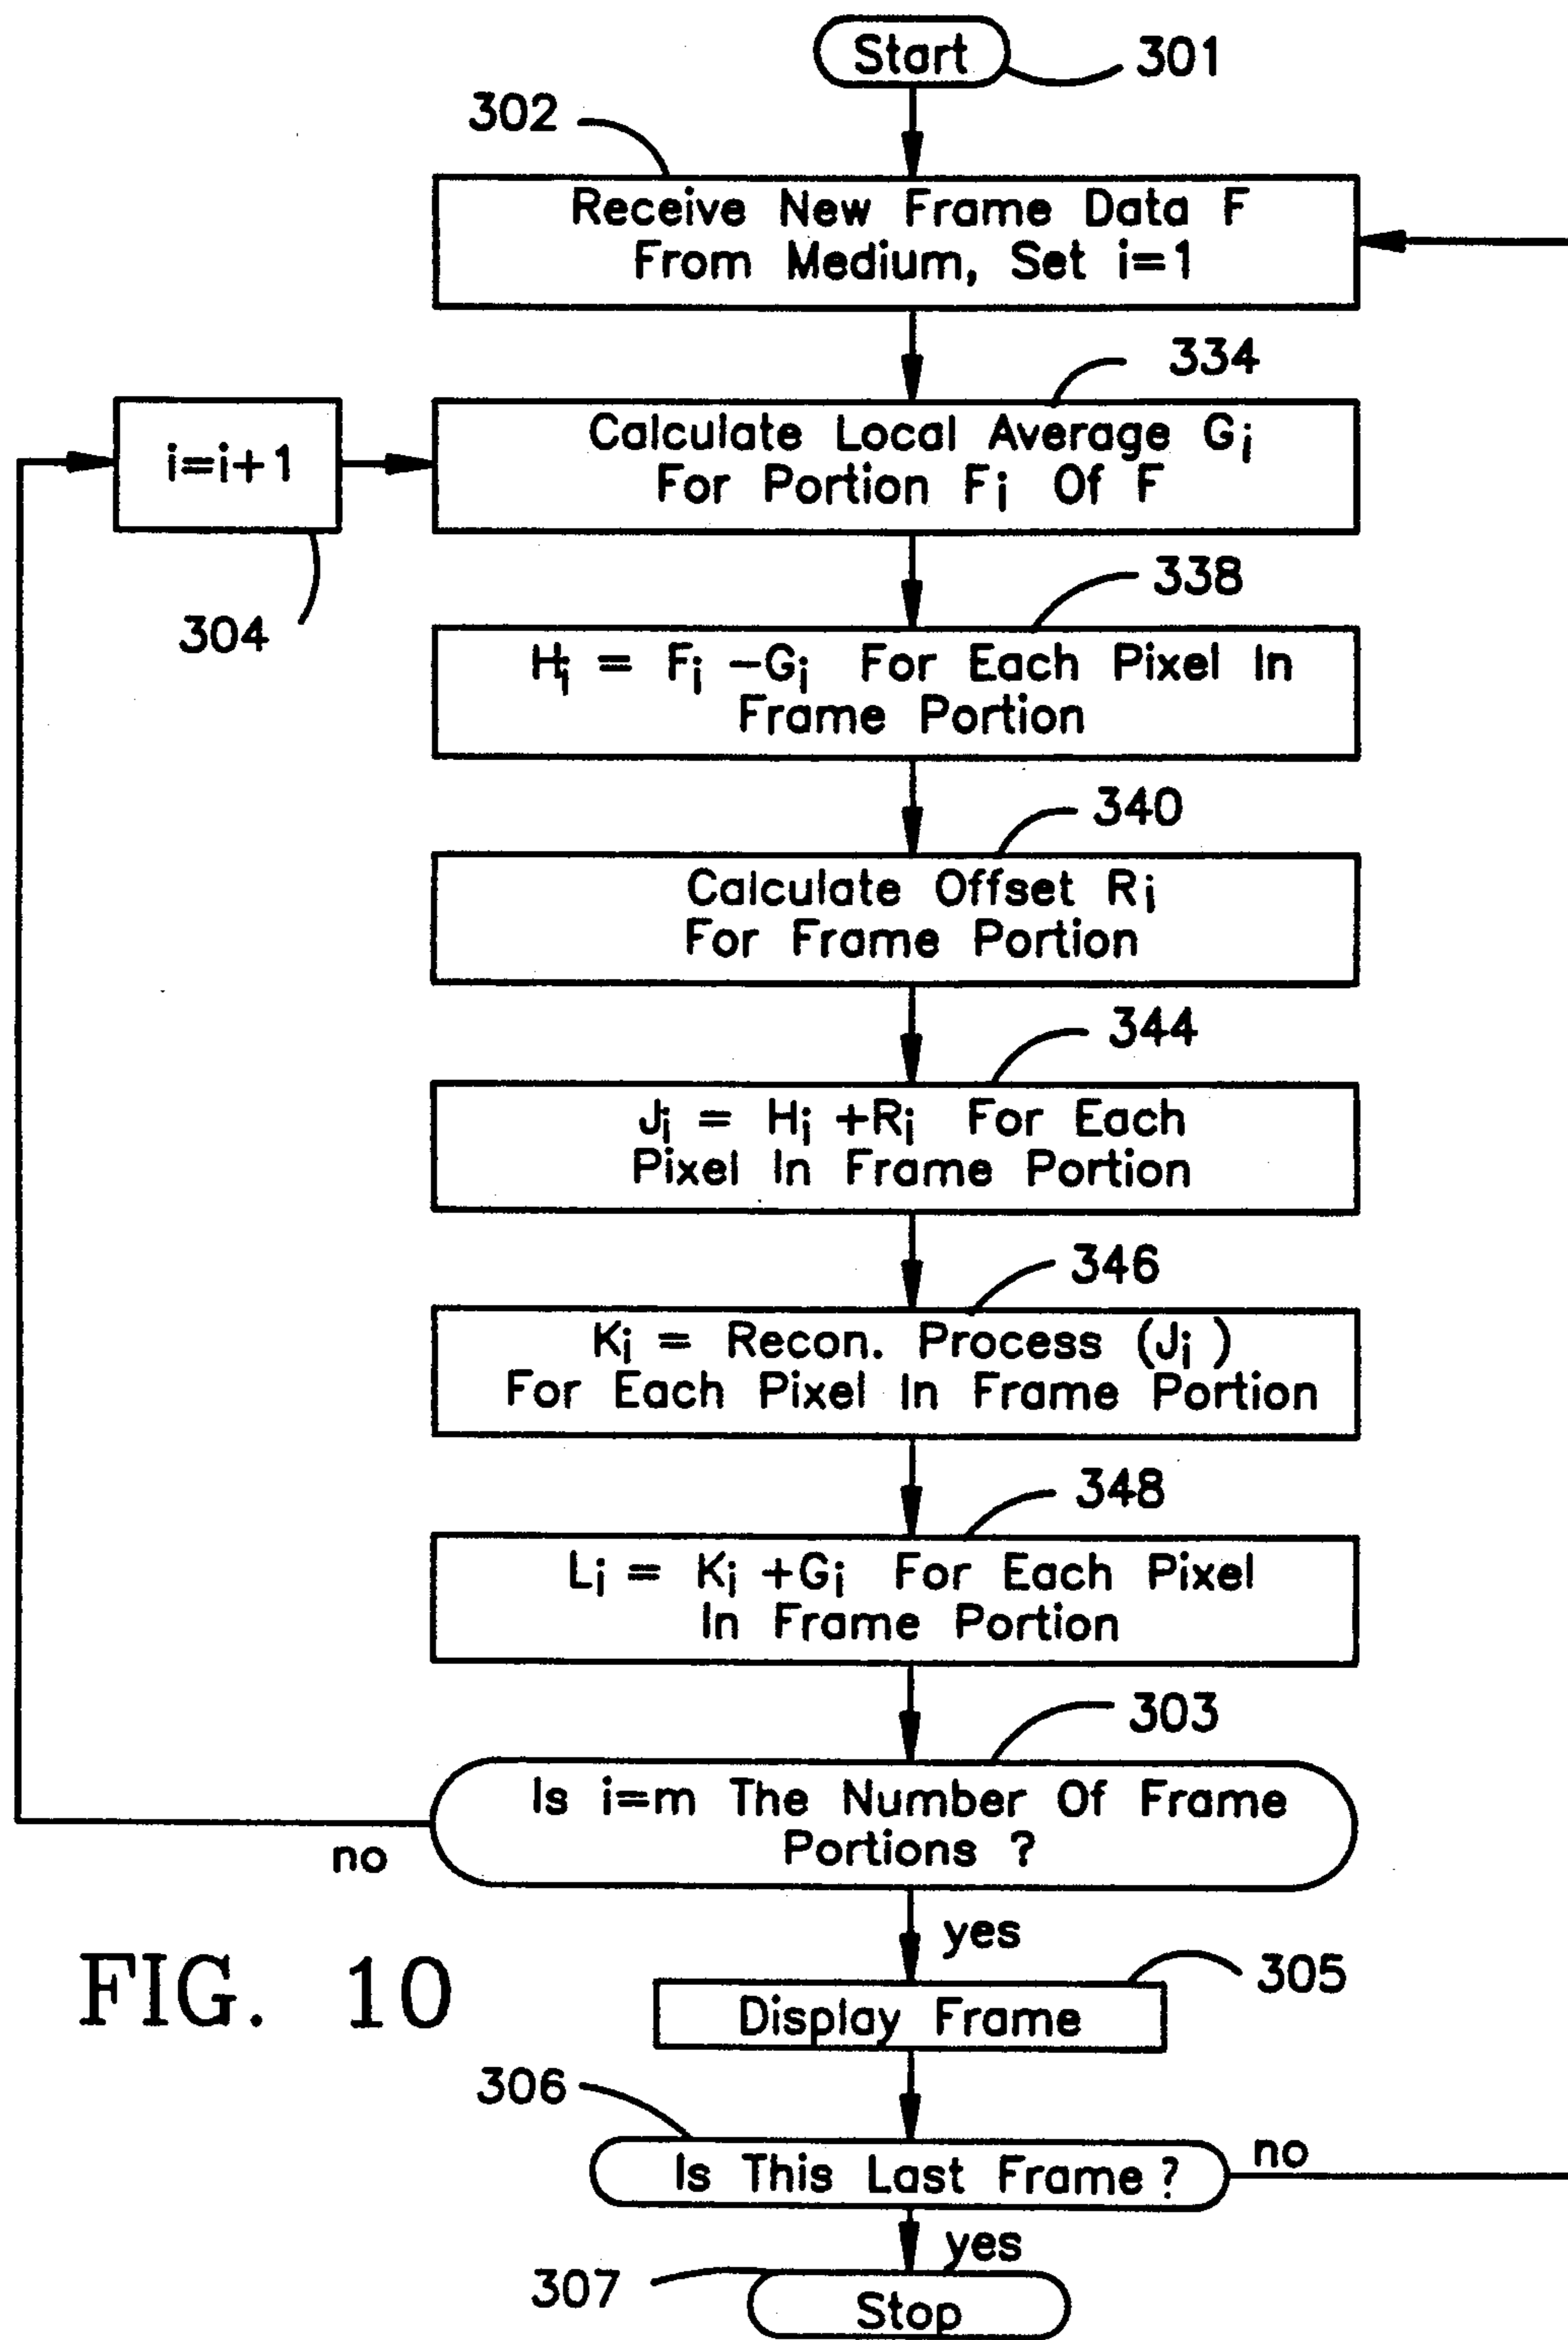 Start
301
302
Receive New Frame Data F
From Medium, Set i=1
334
i=i+1
304
Calculate Local Average Gi
For Portion Fi Of F
338
Hi = Fi -Gi For Each Pixel In
Frame Portion
340
Calculate Offset Ri
For Frame Portion
344
Ji = Hi +Ri For Each
Pixel In Frame Portion
346
Ki = Recon. Process (Ji )
For Each Pixel In Frame Portion
348
Li = Ki +Gi For Each Pixel
In Frame Portion
303
Is i=m The Number Of Frame
Portions ?
no
yes
FIG. 10
305
Display Frame
306
Is This Last Frame ?
no
yes
307
Stop